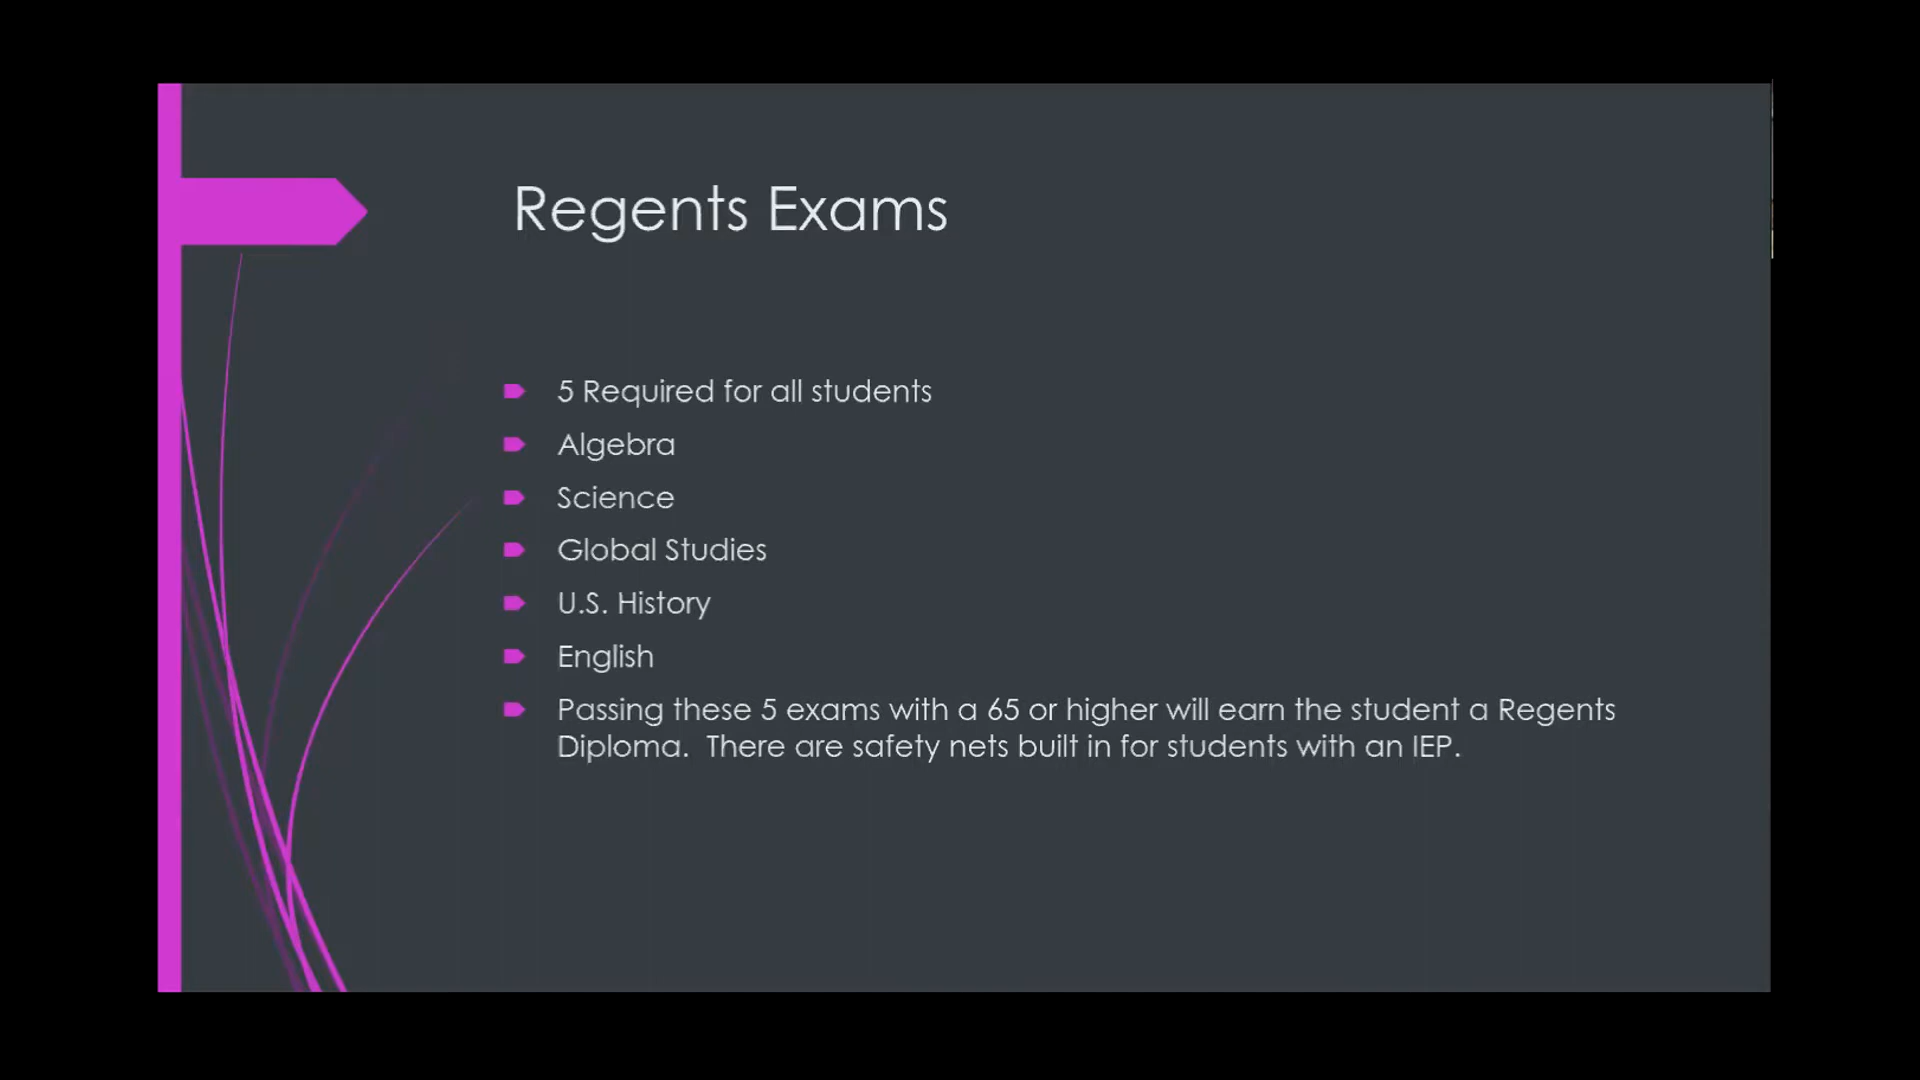 Regents Exams
5 Required for all students
Algebra
Science
Global Studies
U.S. History
English
Passing these 5 exams with a 65 or higher will earn the student a Regents
Diploma.  There are safety nets built in for students with an IEP.